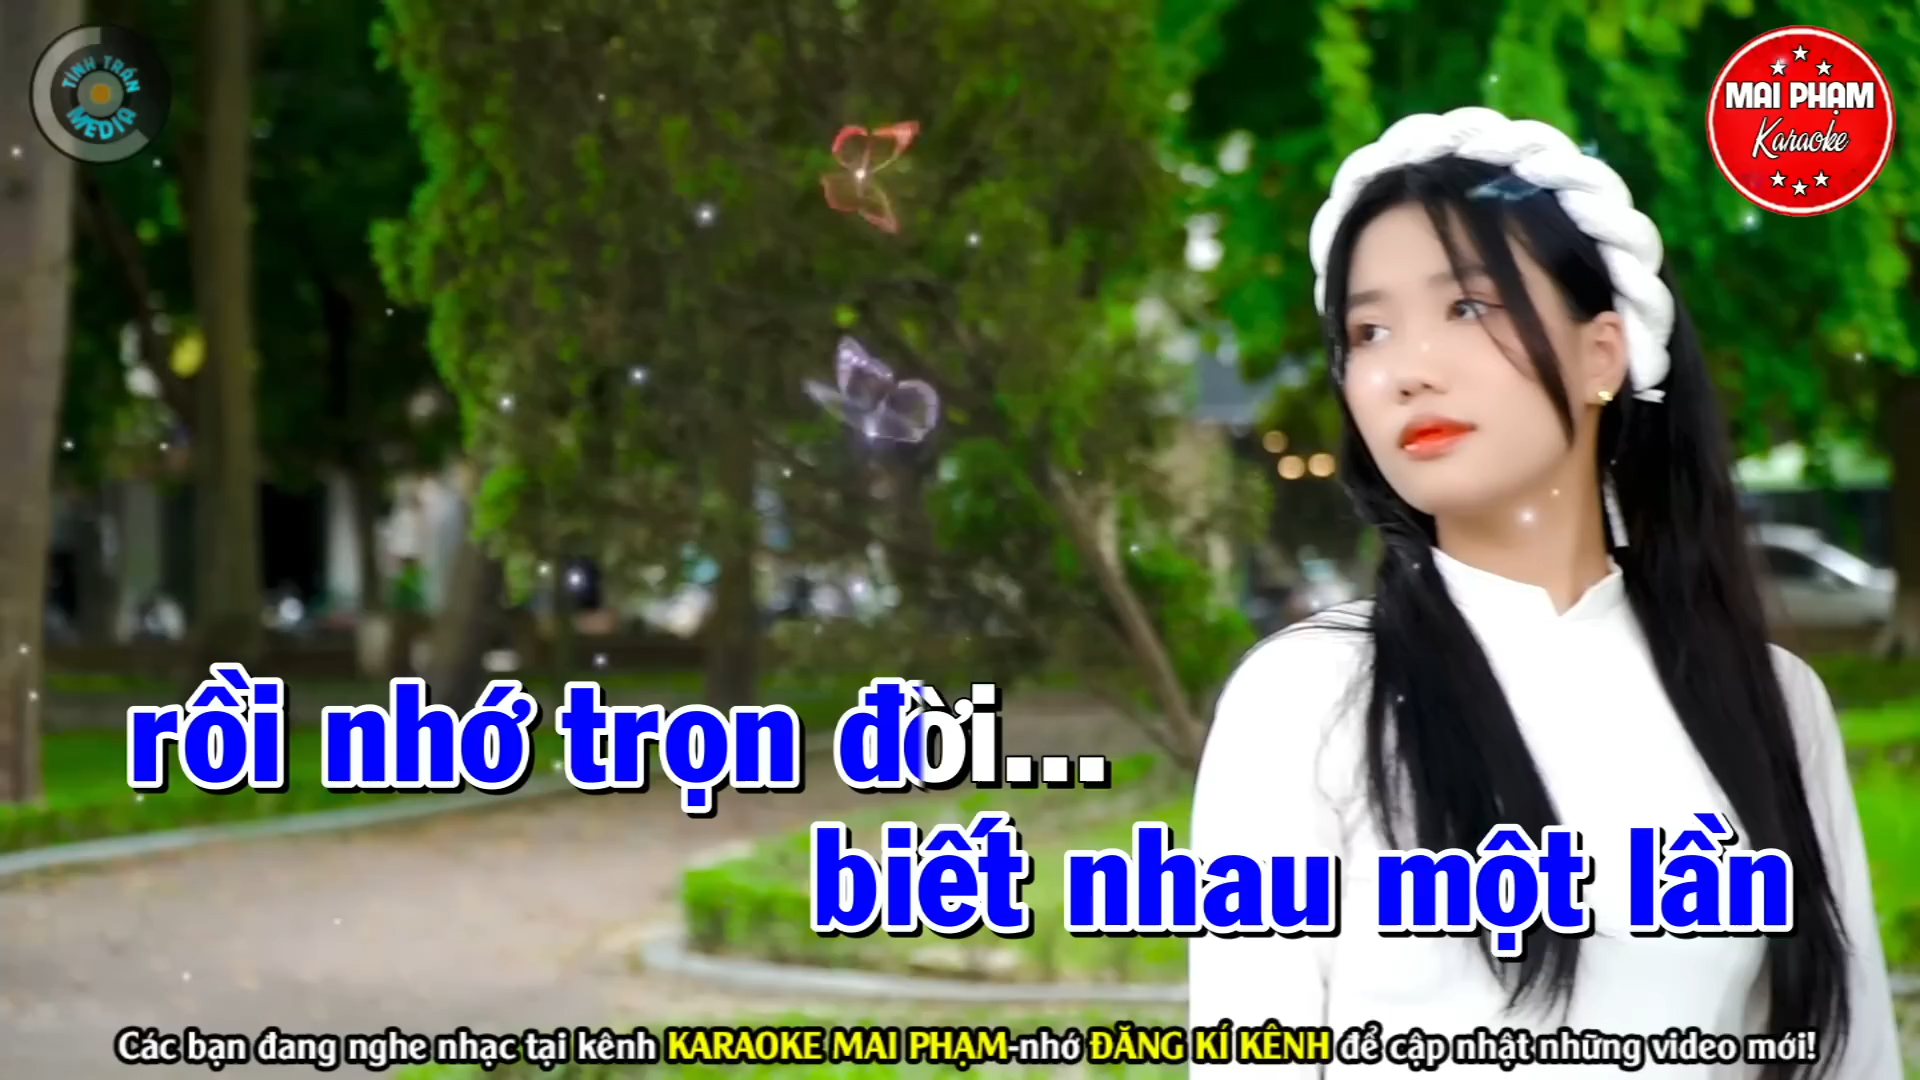 TÌNH TRẦN
MEDIA
MAI PHẠM
Karaoke
rồi nhớ trọn đời...
biết nhau một lần
Các bạn đang nghe nhạc tại kênh KARAOKE MAI PHẠM-nhớ ĐĂNG KÍ KÊNH để cập nhật những video mới!